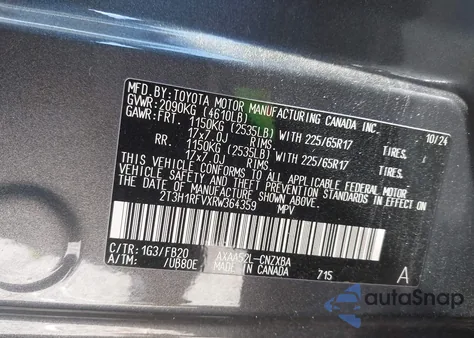 MFD.BY: TOYOTA MOTOR MANUFACTURING CANADA INC. 10/24
GVWR: 2090KG (4610LB)
GAWR: FRT. 1150KG (2535LB) WITH 225/65R17 TIRES,
17x7.0J RIMS.
RR. 1150KG (2535LB) WITH 225/65R17 TIRES,
17x7.0J RIMS.
THIS VEHICLE CONFORMS TO ALL APPLICABLE FEDERAL MOTOR
VEHICLE SAFETY AND THEFT PREVENTION STANDARDS IN EFFECT ON
THE DATE OF MANUFACTURE SHOWN ABOVE.
2T3H1RFVXRW364359 MPV
C/TR: 1G3/FB20 AXAA52L-CNZXBA
A/TM: /UB80E MADE IN CANADA 715 A
autoSnap